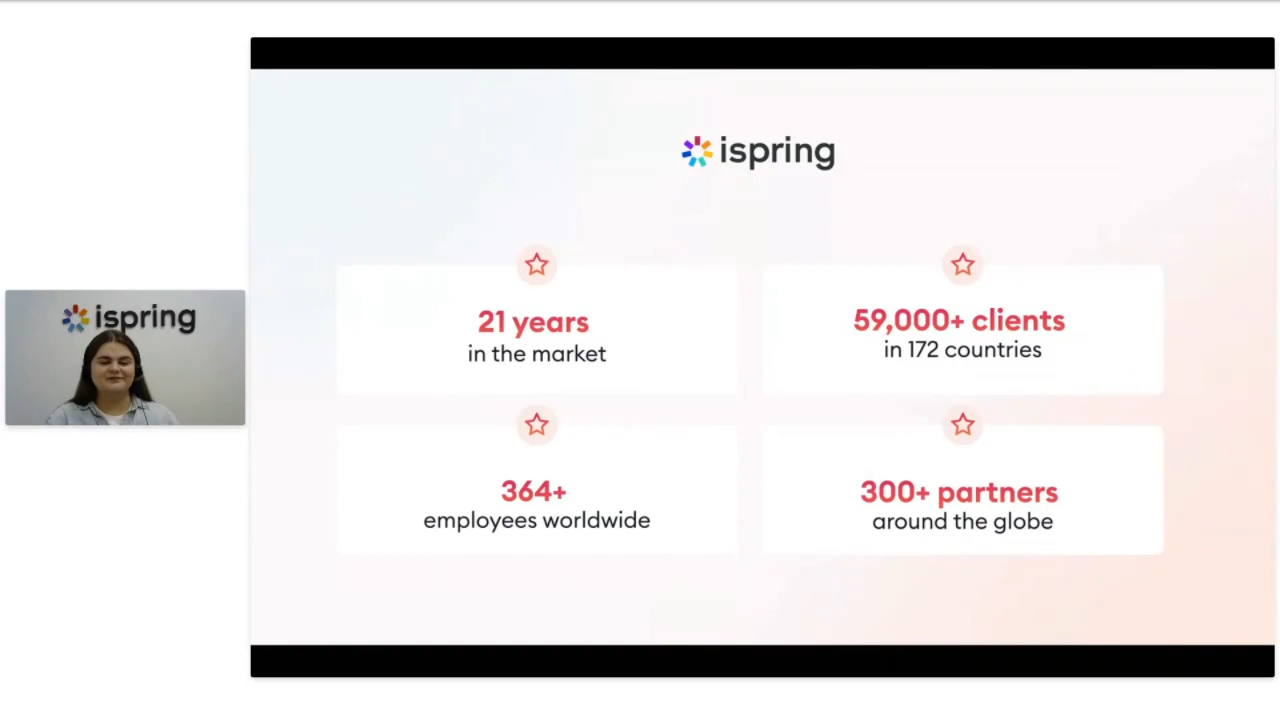 ispring
ispring
21 years
in the market
59,000+ clients
in 172 countries
364+
employees worldwide
300+ partners
around the globe